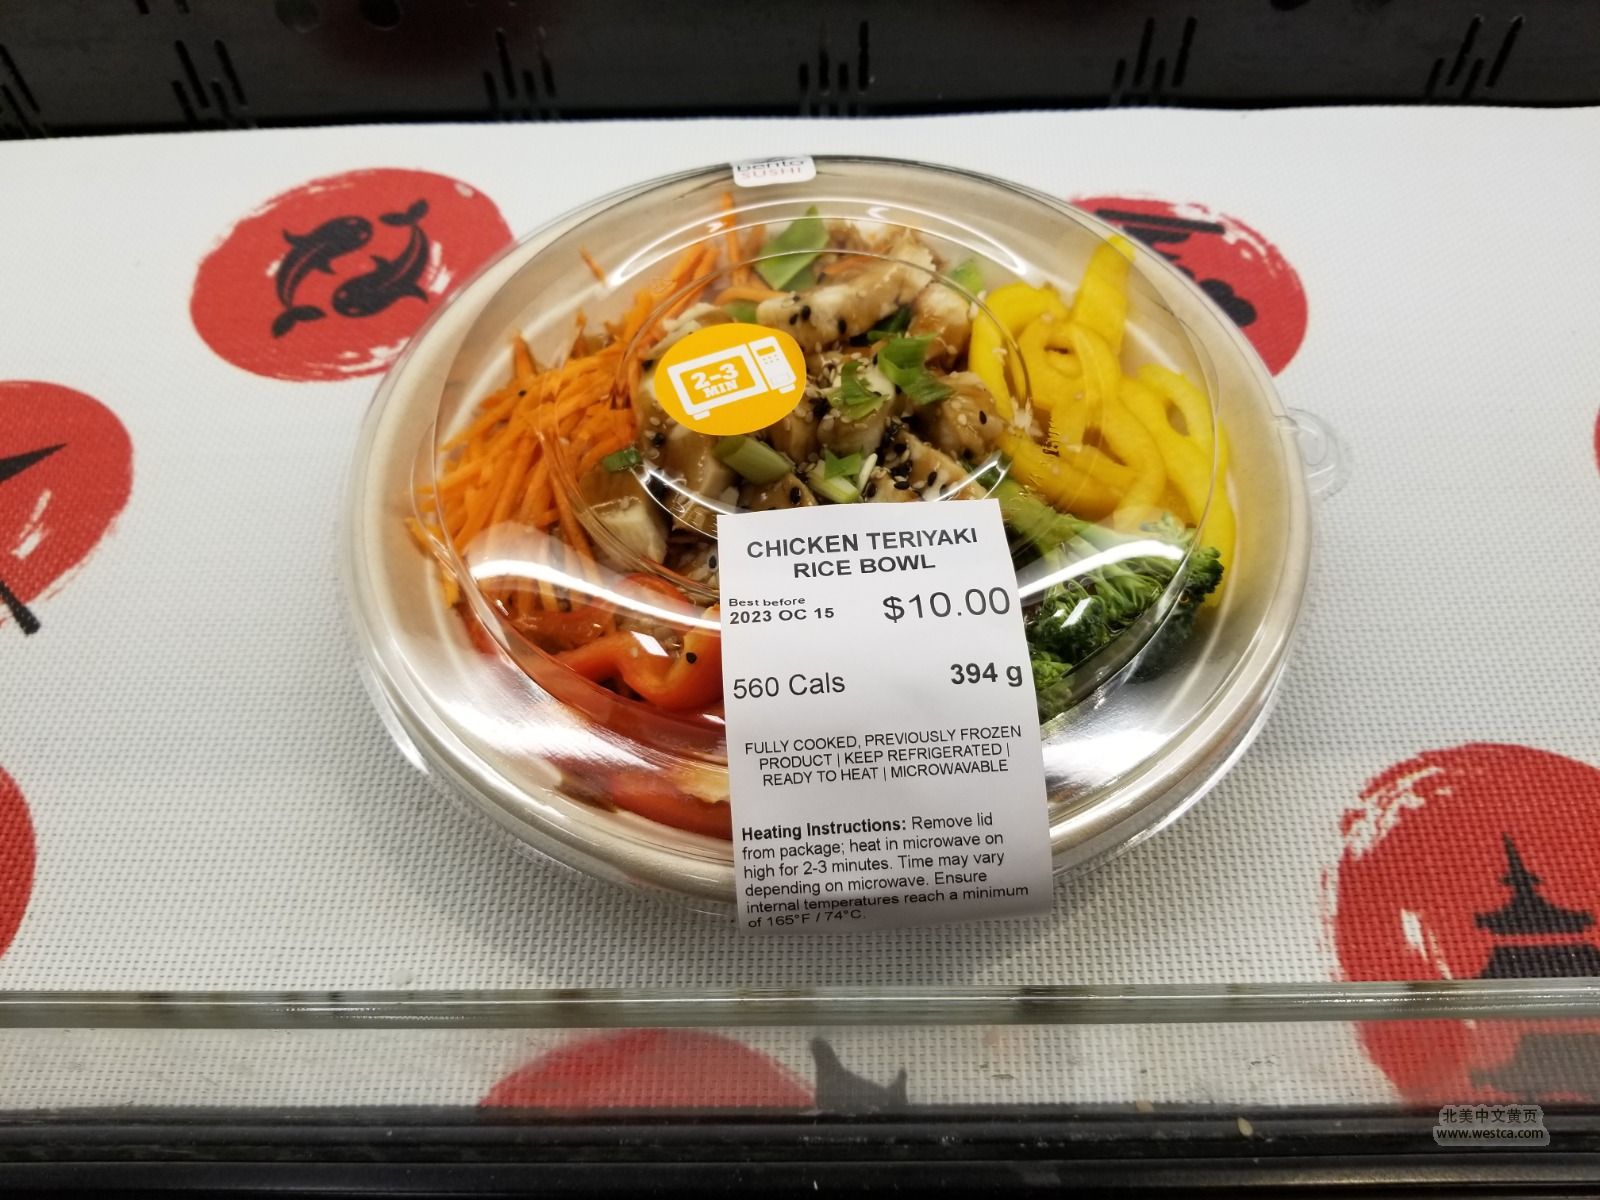 bento
SUSHI
2-3
MIN
CHICKEN TERIYAKI
RICE BOWL
Best before
2023 OC 15
$10.00
560 Cals
394 g
FULLY COOKED, PREVIOUSLY FROZEN
PRODUCT | KEEP REFRIGERATED |
READY TO HEAT | MICROWAVABLE
Heating Instructions: Remove lid
from package; heat in microwave on
high for 2-3 minutes. Time may vary
depending on microwave. Ensure
internal temperatures reach a minimum
of 165°F / 74°C.
北美中文黄页
www.westca.com